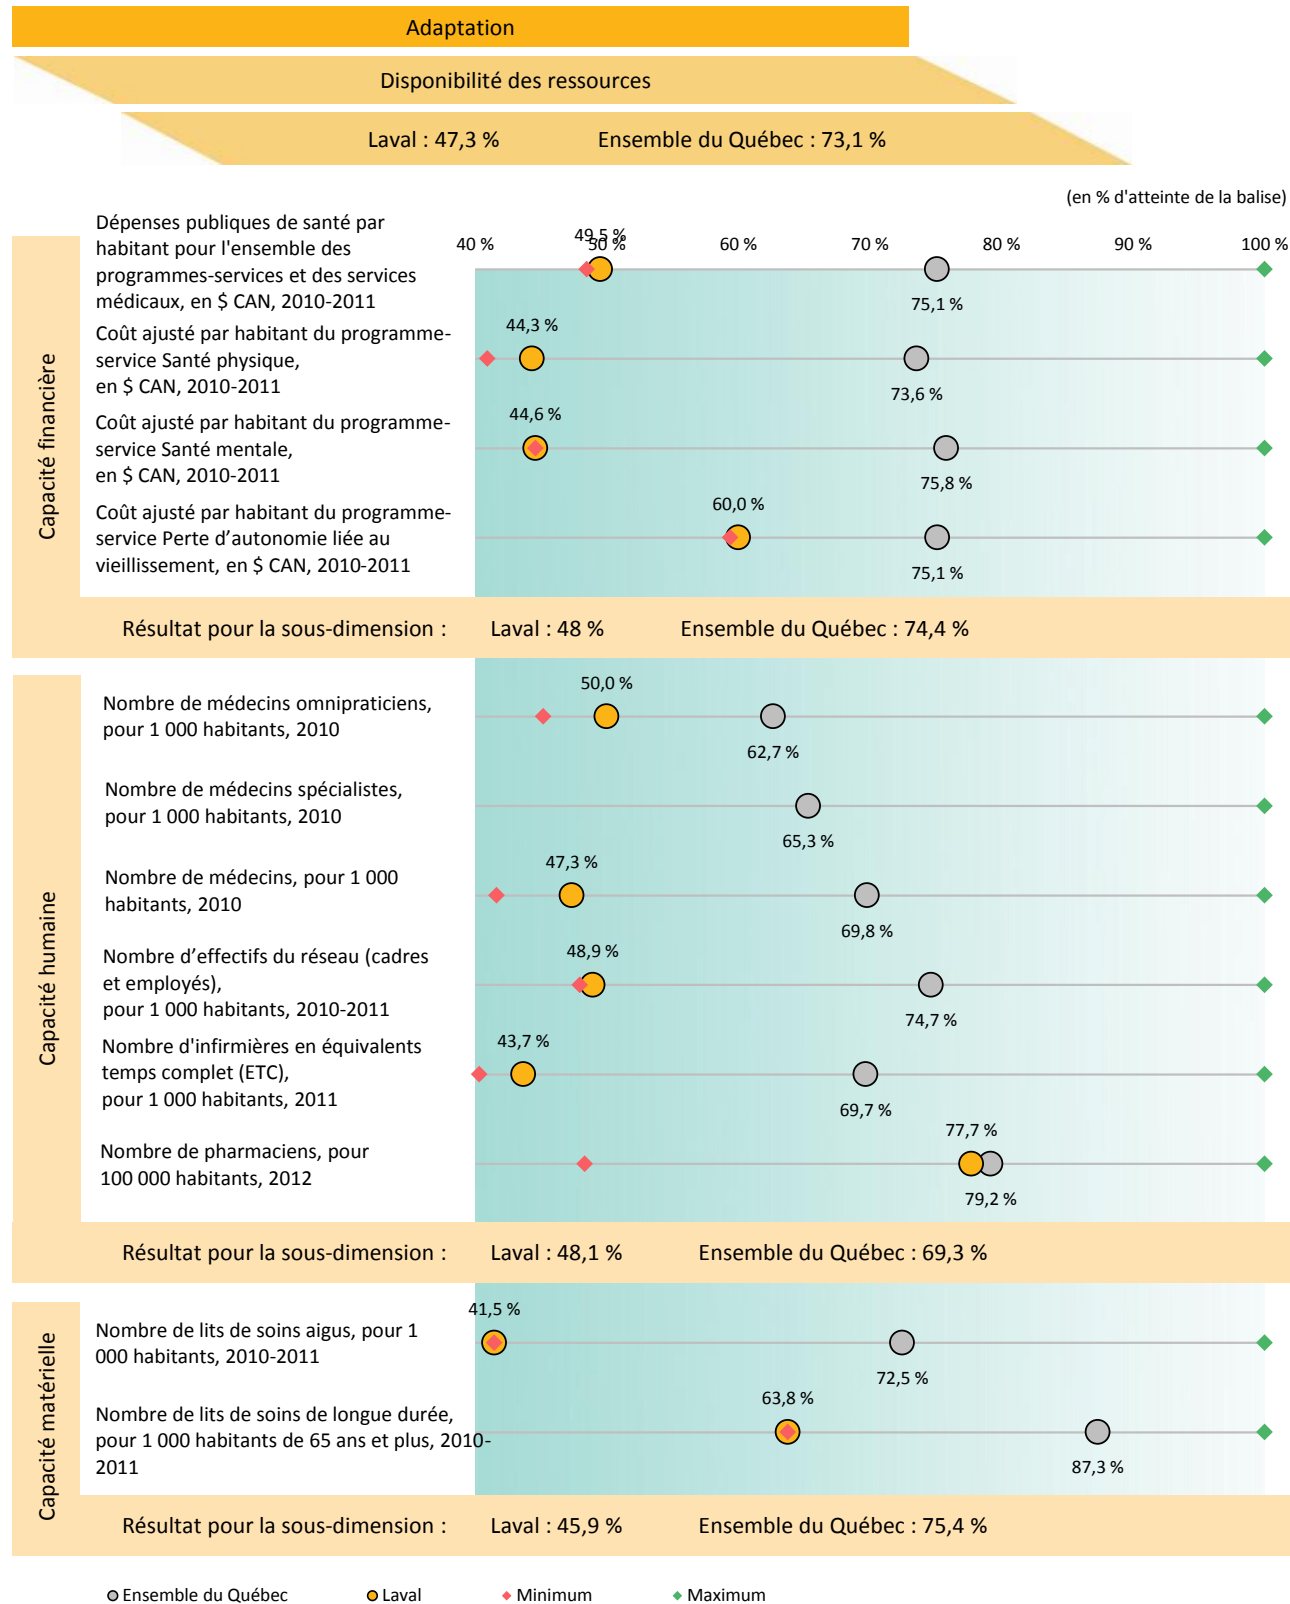 Adaptation
Disponibilité des ressources
Laval : 47,3 % Ensemble du Québec : 73,1 %
(en % d'atteinte de la balise)
40 % 50 % 60 % 70 % 80 % 90 % 100 %
Capacité financière
Dépenses publiques de santé par
habitant pour l'ensemble des
programmes-services et des services
médicaux, en $ CAN, 2010-2011
49,5 %
75,1 %
Coût ajusté par habitant du programme-
service Santé physique,
en $ CAN, 2010-2011
44,3 %
73,6 %
Coût ajusté par habitant du programme-
service Santé mentale,
en $ CAN, 2010-2011
44,6 %
75,8 %
Coût ajusté par habitant du programme-
service Perte d’autonomie liée au
vieillissement, en $ CAN, 2010-2011
60,0 %
75,1 %
Résultat pour la sous-dimension : Laval : 48 % Ensemble du Québec : 74,4 %
Capacité humaine
Nombre de médecins omnipraticiens,
pour 1 000 habitants, 2010
50,0 %
62,7 %
Nombre de médecins spécialistes,
pour 1 000 habitants, 2010
65,3 %
Nombre de médecins, pour 1 000
habitants, 2010
47,3 %
69,8 %
Nombre d’effectifs du réseau (cadres
et employés),
pour 1 000 habitants, 2010-2011
48,9 %
74,7 %
Nombre d'infirmières en équivalents
temps complet (ETC),
pour 1 000 habitants, 2011
43,7 %
69,7 %
Nombre de pharmaciens, pour
100 000 habitants, 2012
77,7 %
79,2 %
Résultat pour la sous-dimension : Laval : 48,1 % Ensemble du Québec : 69,3 %
Capacité matérielle
Nombre de lits de soins aigus, pour 1
000 habitants, 2010-2011
41,5 %
72,5 %
Nombre de lits de soins de longue durée,
pour 1 000 habitants de 65 ans et plus, 2010-
2011
63,8 %
87,3 %
Résultat pour la sous-dimension : Laval : 45,9 % Ensemble du Québec : 75,4 %
Ensemble du Québec Laval Minimum Maximum